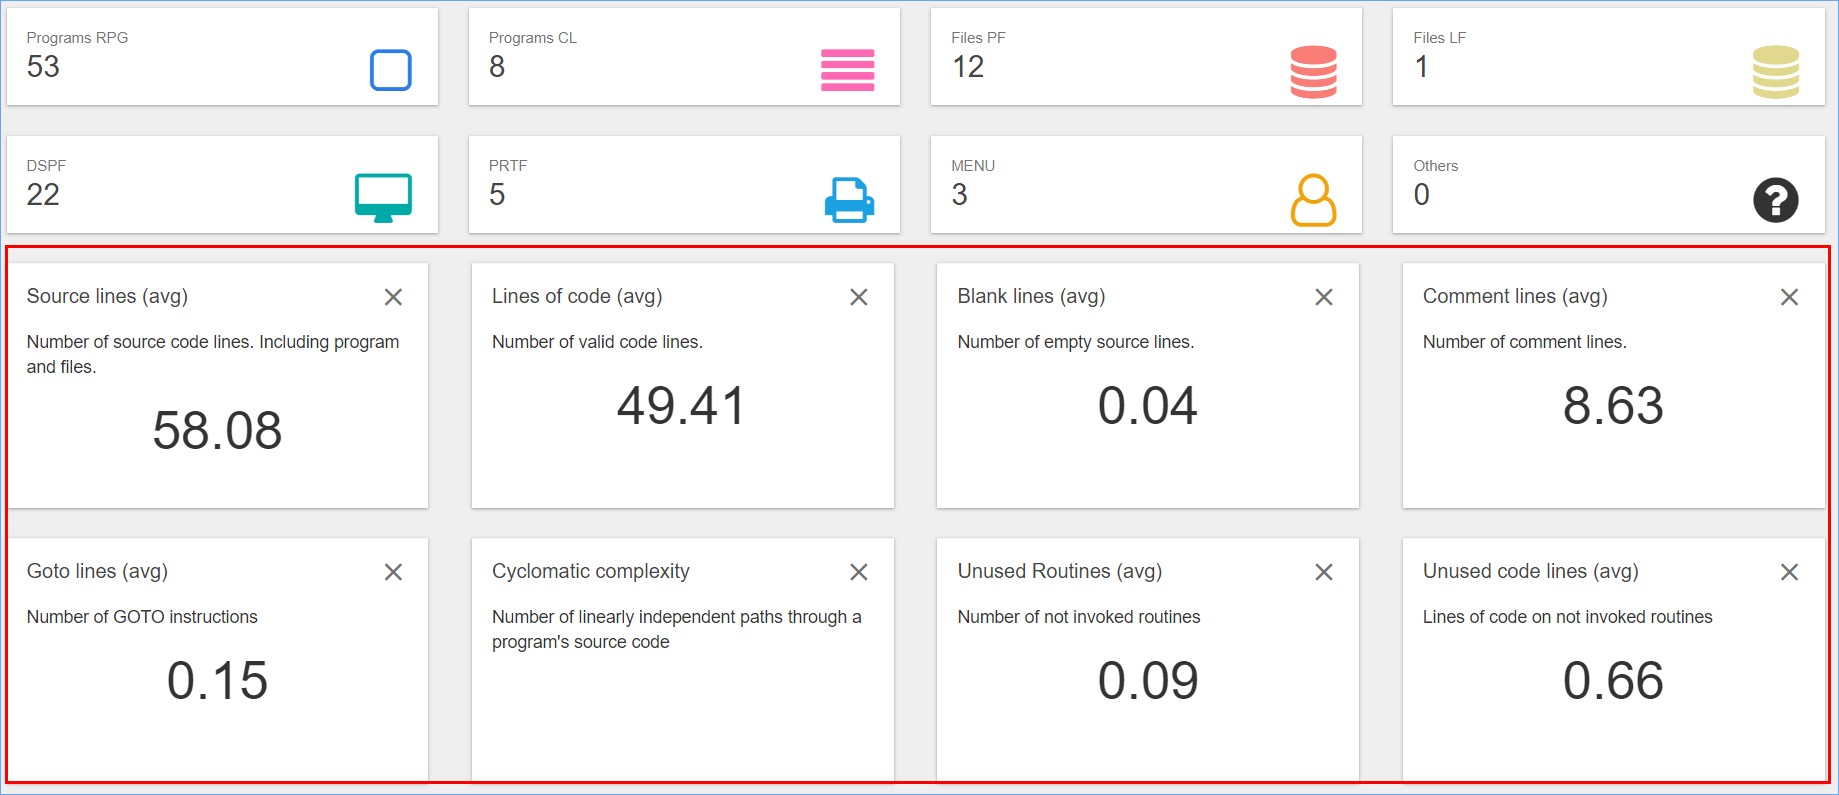 Programs RPG
53
Programs CL
8
Files PF
12
Files LF
1
DSPF
22
PRTF
5
MENU
3
Others
0
Source lines (avg)
Number of source code lines. Including program
and files.
58.08
Lines of code (avg)
Number of valid code lines.
49.41
Blank lines (avg)
Number of empty source lines.
0.04
Comment lines (avg)
Number of comment lines.
8.63
Goto lines (avg)
Number of GOTO instructions
0.15
Cyclomatic complexity
Number of linearly independent paths through a
program's source code
Unused Routines (avg)
Number of not invoked routines
0.09
Unused code lines (avg)
Lines of code on not invoked routines
0.66